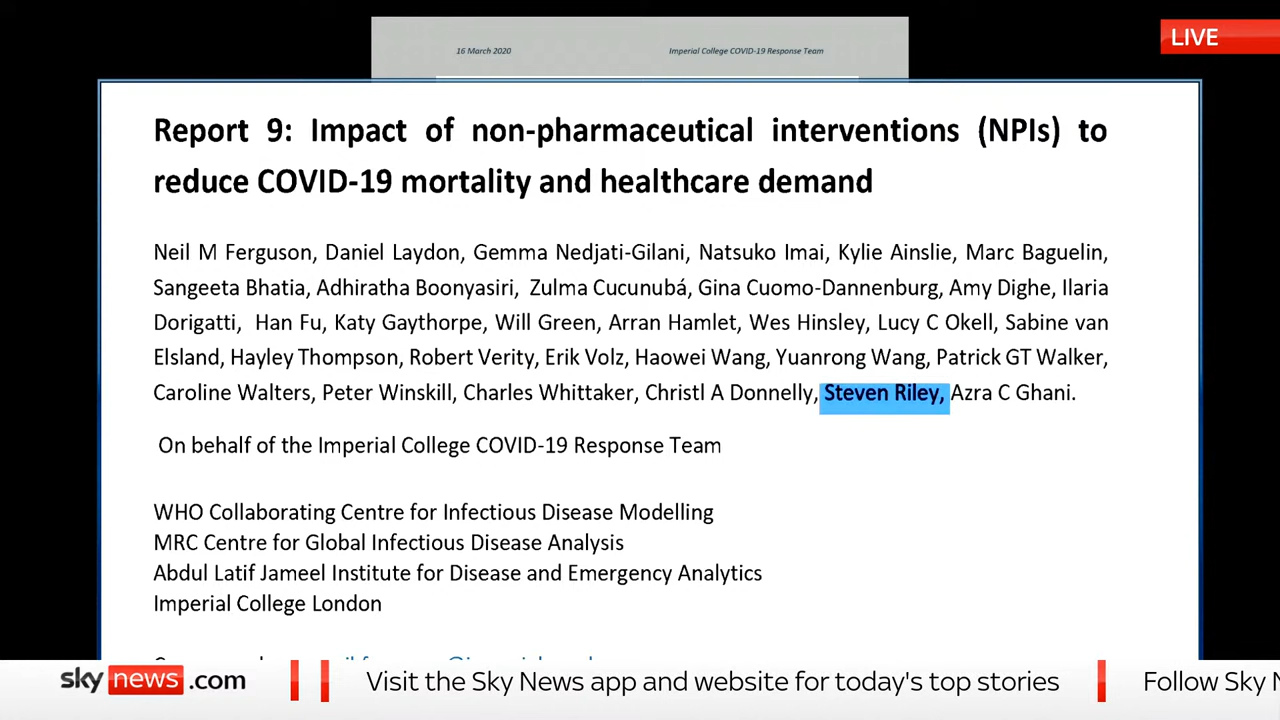 16 March 2020 Imperial College COVID-19 Response Team
LIVE
Report 9: Impact of non-pharmaceutical interventions (NPIs) to
reduce COVID-19 mortality and healthcare demand
Neil M Ferguson, Daniel Laydon, Gemma Nedjati-Gilani, Natsuko Imai, Kylie Ainslie, Marc Baguelin,
Sangeeta Bhatia, Adhiratha Boonyasiri, Zulma Cucunubá, Gina Cuomo-Dannenburg, Amy Dighe, Ilaria
Dorigatti, Han Fu, Katy Gaythorpe, Will Green, Arran Hamlet, Wes Hinsley, Lucy C Okell, Sabine van
Elsland, Hayley Thompson, Robert Verity, Erik Volz, Haowei Wang, Yuanrong Wang, Patrick GT Walker,
Caroline Walters, Peter Winskill, Charles Whittaker, Christl A Donnelly, Steven Riley, Azra C Ghani.
On behalf of the Imperial College COVID-19 Response Team
WHO Collaborating Centre for Infectious Disease Modelling
MRC Centre for Global Infectious Disease Analysis
Abdul Latif Jameel Institute for Disease and Emergency Analytics
Imperial College London
sky news .com Visit the Sky News app and website for today's top stories Follow Sky